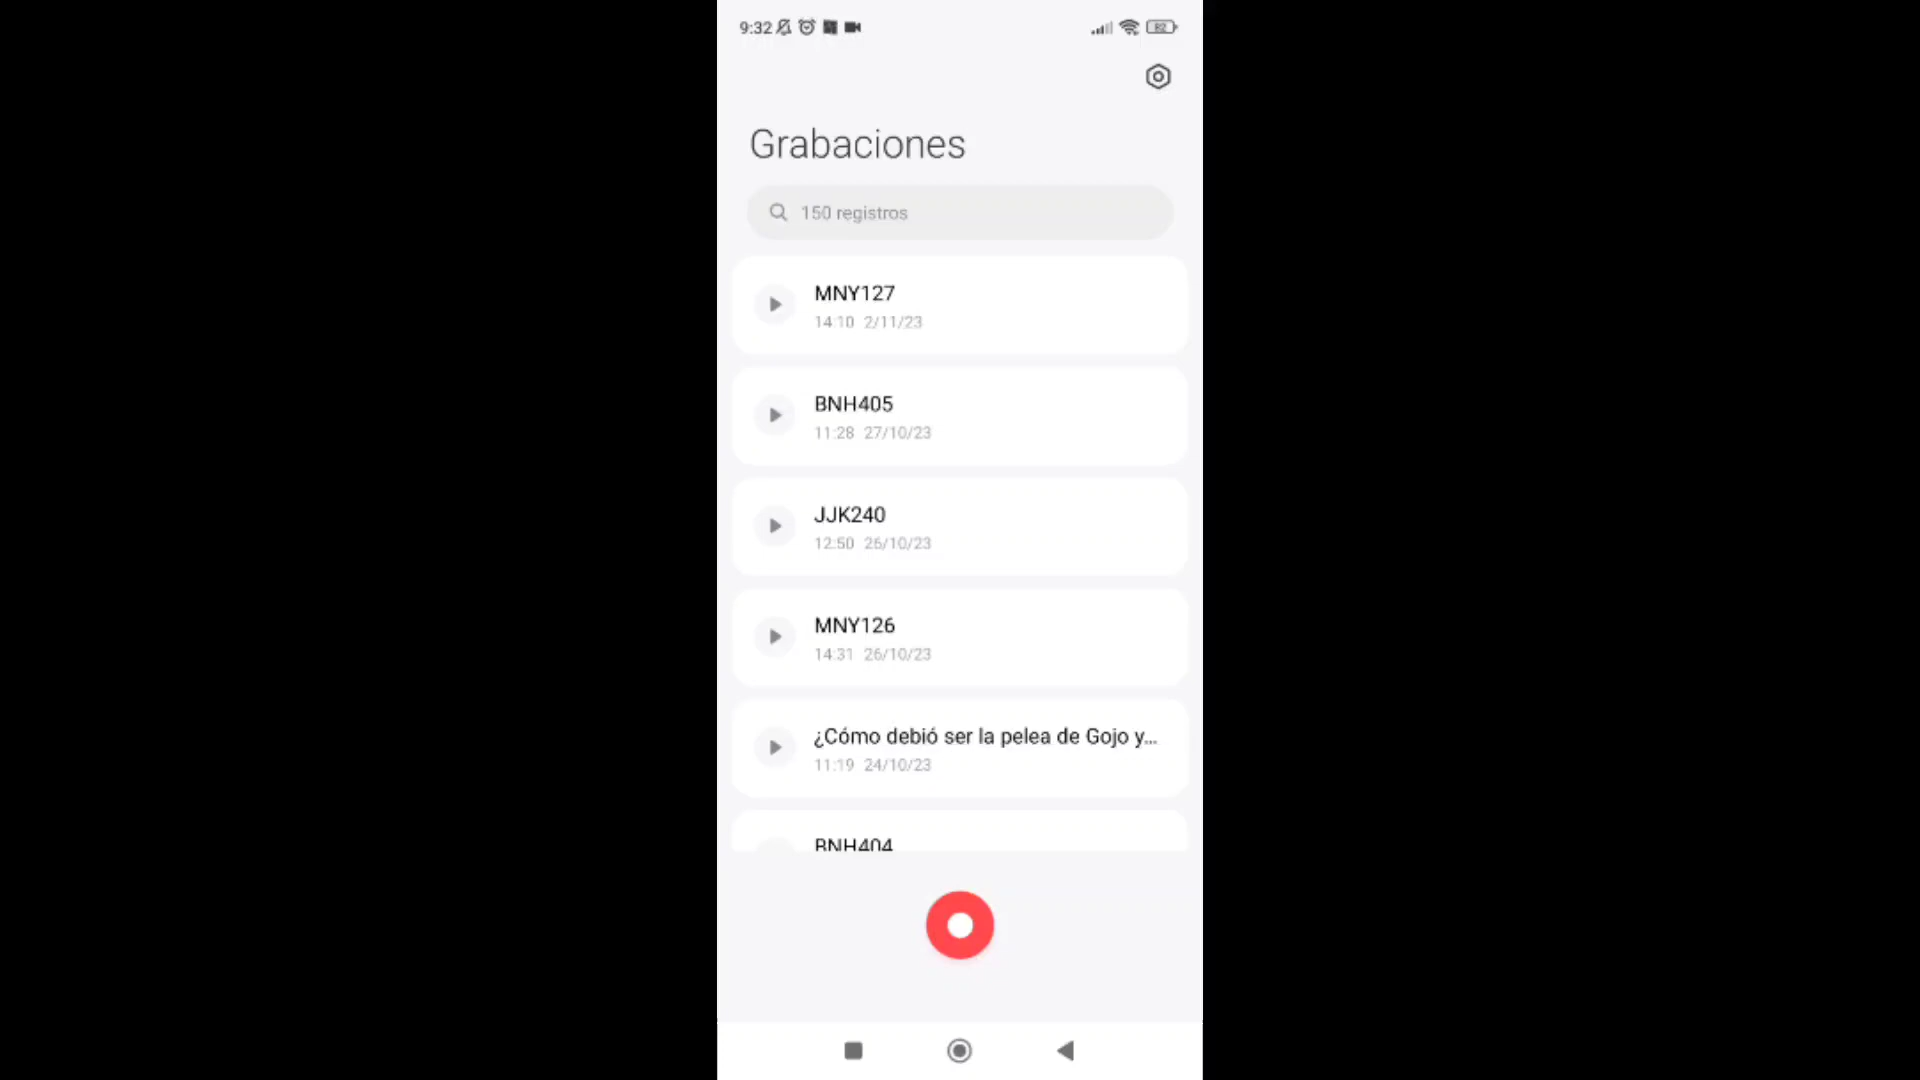 9:32 82
Grabaciones
150 registros
MNY127
14:10 2/11/23
BNH405
11:28 27/10/23
JJK240
12:50 26/10/23
MNY126
14:31 26/10/23
¿Cómo debió ser la pelea de Gojo y...
11:19 24/10/23
BNH404